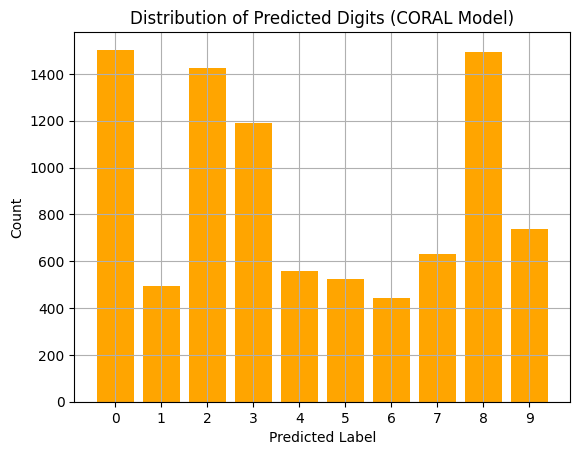 Distribution of Predicted Digits (CORAL Model)
1400
1200
1000
800
600
400
200
0
Count
0 1 2 3 4 5 6 7 8 9
Predicted Label